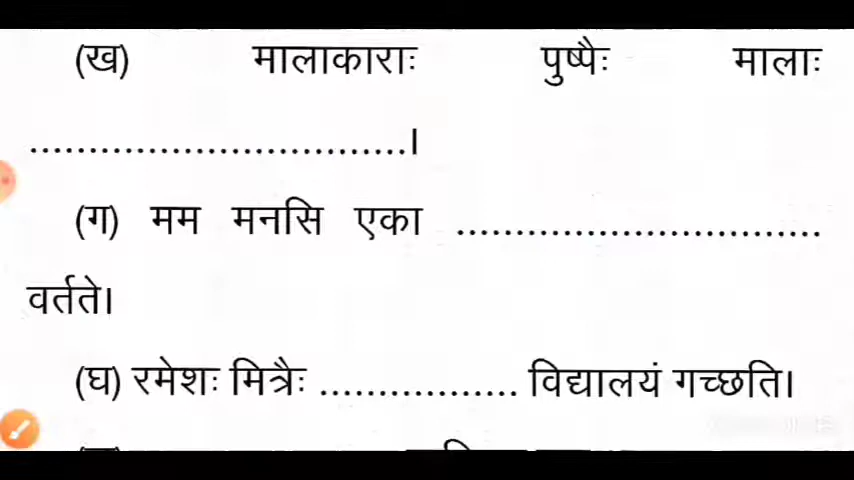 (ख) मालाकाराः पुष्पैः मालाः
................................।
(ग) मम मनसि एका ...............................
वर्तते।
(घ) रमेशः मित्रैः ................. विद्यालयं गच्छति।